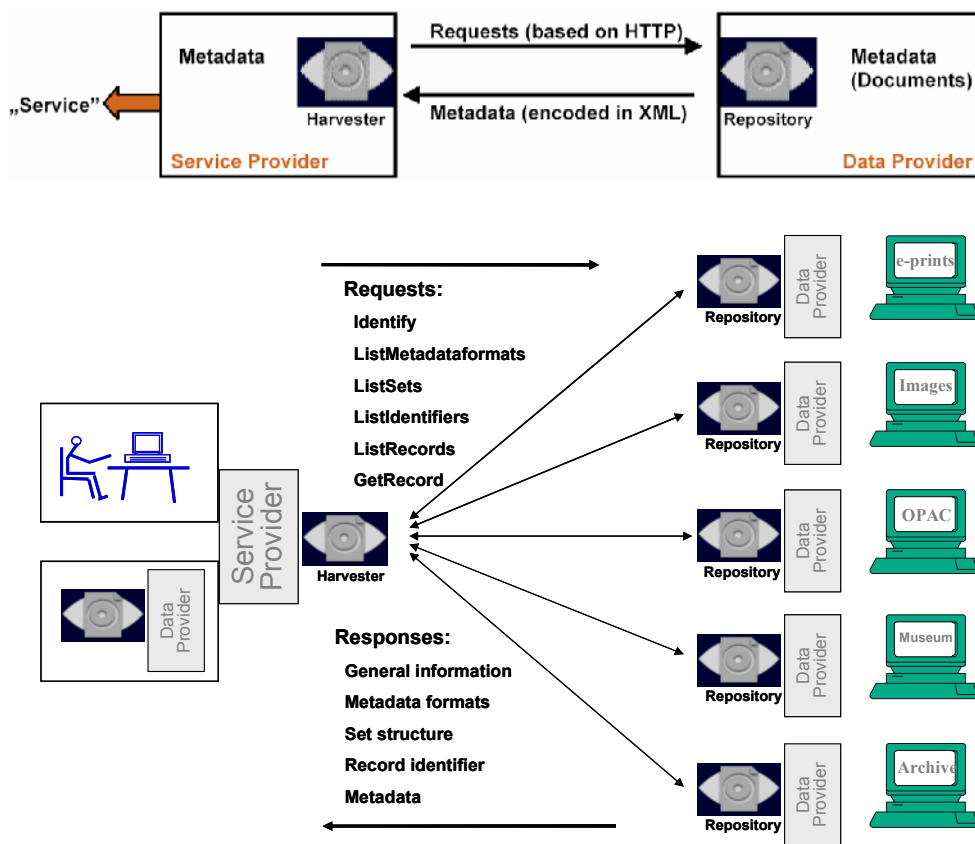 Metadata
„Service”
Harvester
Service Provider
Requests (based on HTTP)
Metadata (encoded in XML)
Metadata
(Documents)
Repository
Data Provider
Requests:
Identify
ListMetadataformats
ListSets
ListIdentifiers
ListRecords
GetRecord
Service
Provider
Harvester
Data
Provider
Responses:
General information
Metadata formats
Set structure
Record identifier
Metadata
Repository
Data
Provider
e-prints
Repository
Data
Provider
Images
Repository
Data
Provider
OPAC
Repository
Data
Provider
Museum
Repository
Data
Provider
Archive